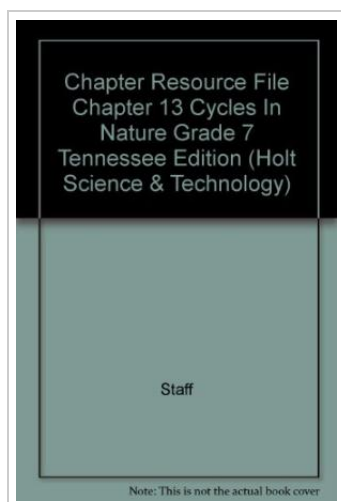 Chapter Resource File
Chapter 13 Cycles In
Nature Grade 7
Tennessee Edition (Holt
Science & Technology)
Staff
Note: This is not the actual book cover